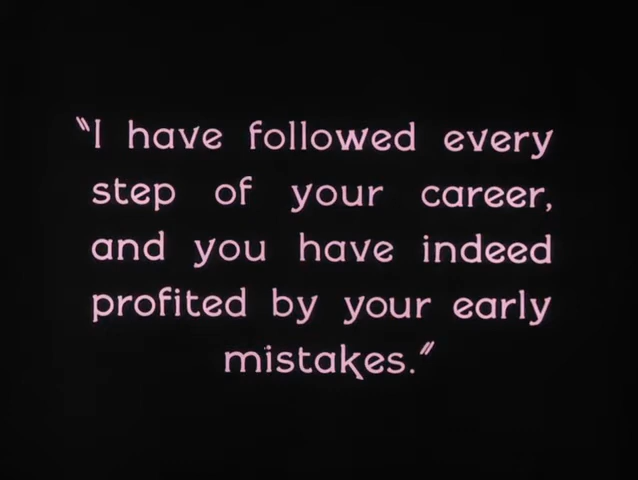 "I have followed every
step of your career,
and you have indeed
profited by your early
mistakes."